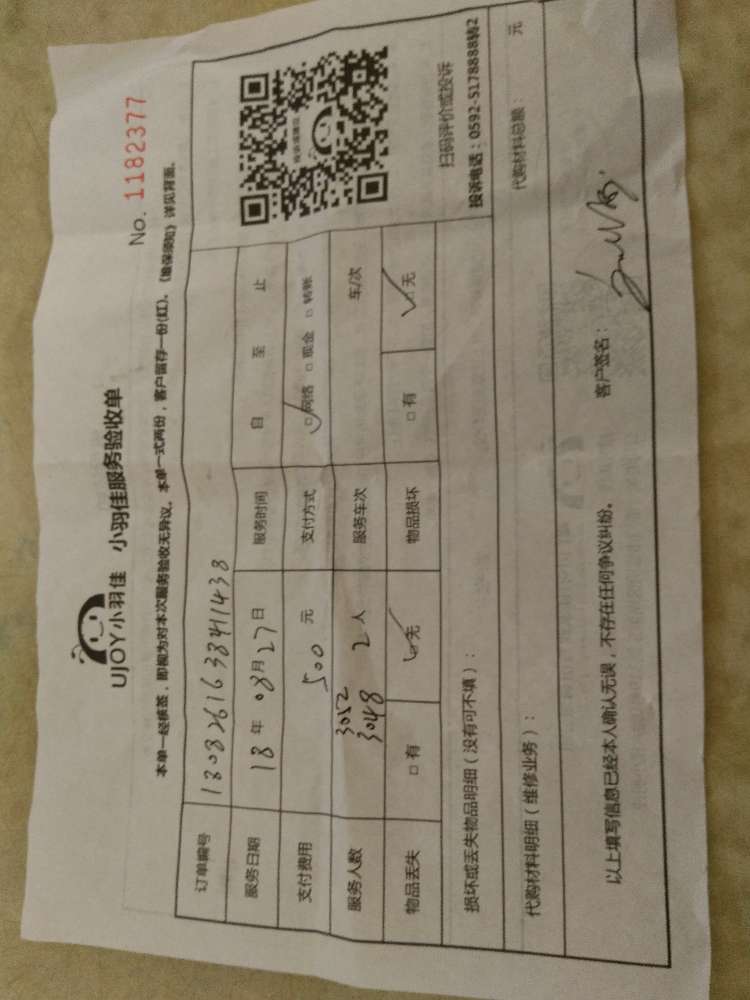 UJOY小羽佳 小羽佳服务验收单
No. 1182377
本单一经核签，即视为对本次服务验收无异议。本单一式两份，客户留存一份(红)。《售保须知》详见背面。
订单编号 180826163841438
服务日期 18 年 08 月 27 日 服务时间 自 至 止
支付费用 500 元 支付方式 □ 网络 □ 现金 □ 转账
服务人数 3052 3048 2 人 服务车次 车/次
物品丢失 □ 有 □ 无 物品损坏 □ 有 □ 无
扫码评价或投诉
投诉电话：0592-5178888转2
损坏或丢失物品明细（没有可不填）：
代购材料明细（维修业务）： 代购材料总额： 元
以上填写信息已经本人确认无误，不存在任何争议纠纷。 客户签名：